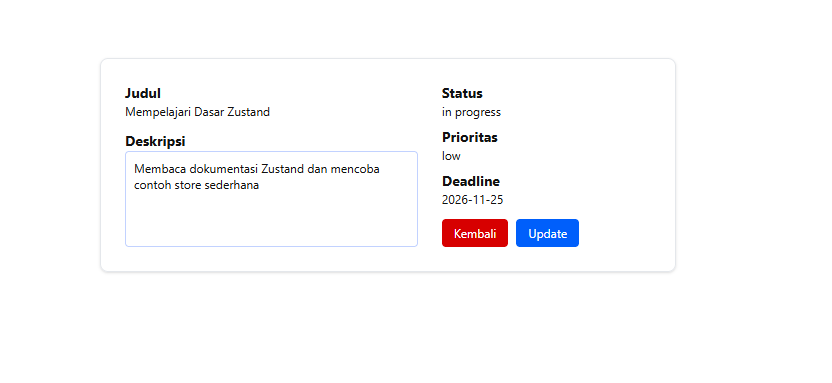 Judul
Mempelajari Dasar Zustand
Deskripsi
Membaca dokumentasi Zustand dan mencoba
contoh store sederhana
Status
in progress
Prioritas
low
Deadline
2026-11-25
Kembali
Update